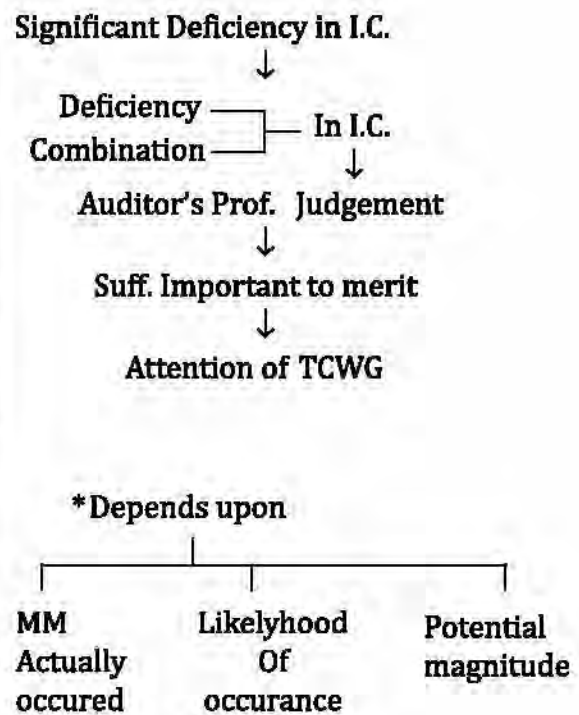 Significant Deficiency in I.C.
↓
Deficiency
Combination
In I.C.
↓
Auditor's Prof. Judgement
↓
Suff. Important to merit
↓
Attention of TCWG
*Depends upon
MM
Actually
occured
Likelyhood
Of
occurance
Potential
magnitude